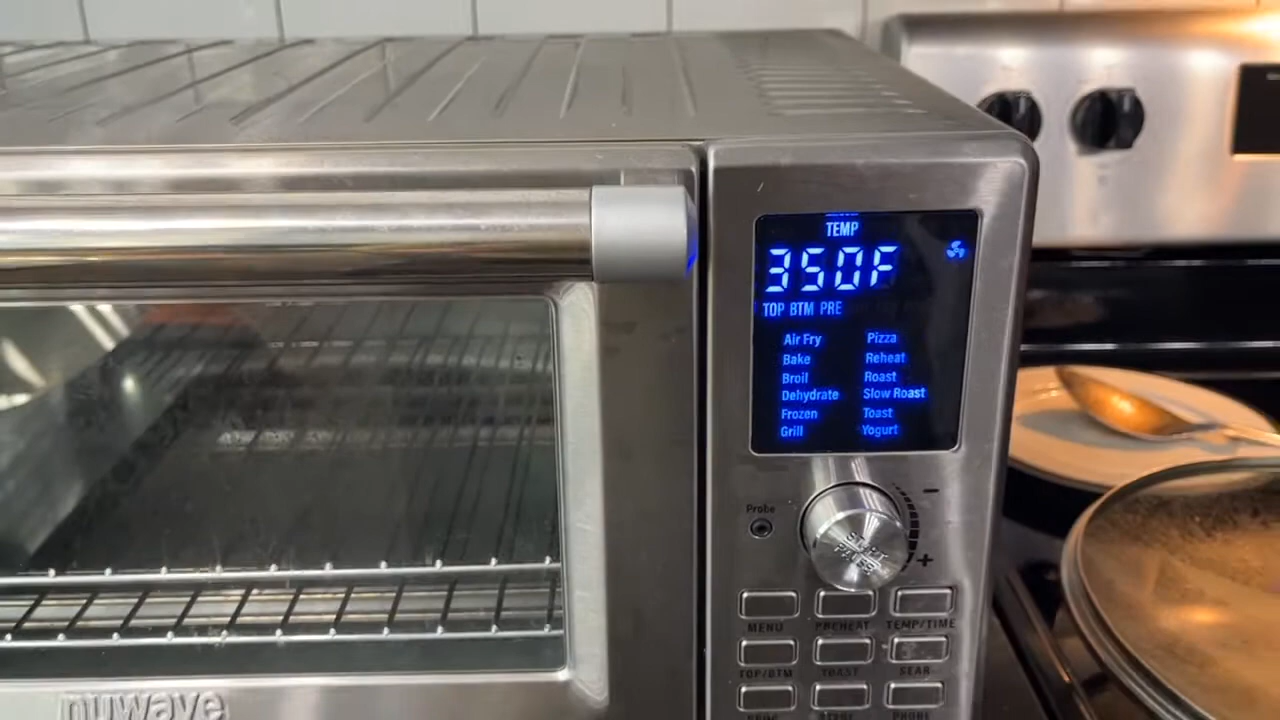 TEMP
350F
TOP BTM PRE
Air Fry Pizza
Bake Reheat
Broil Roast
Dehydrate Slow Roast
Frozen Toast
Grill Yogurt
Probe
-
+
MENU PREHEAT TEMP/TIME
TOP/BTM TOAST SEAR
nuwave